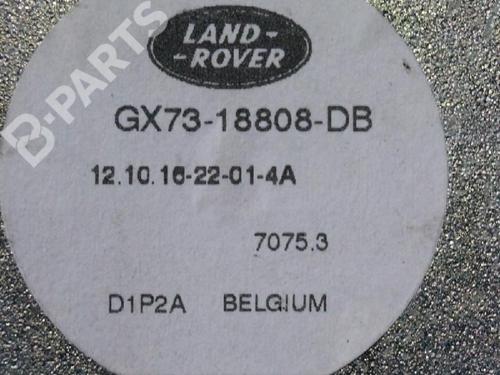 B-PARTS
LAND-
-ROVER
GX73-18808-DB
12.10.16-22-01-4A
7075.3
D1P2A BELGIUM